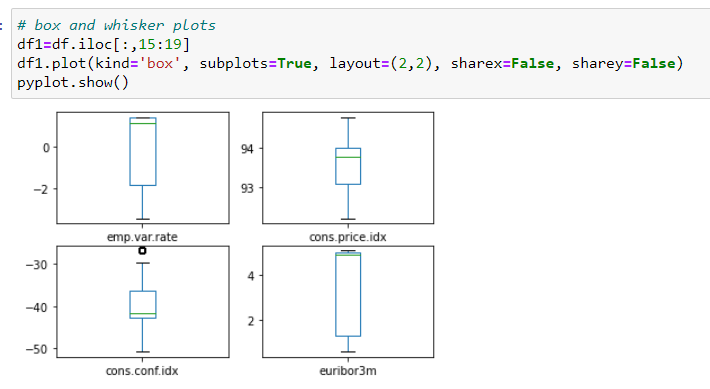 :
# box and whisker plots
df1=df.iloc[:,15:19]
df1.plot(kind='box', subplots=True, layout=(2,2), sharex=False, sharey=False)
pyplot.show()
0
−2
emp.var.rate
94
93
cons.price.idx
−30
−40
−50
cons.conf.idx
4
2
euribor3m